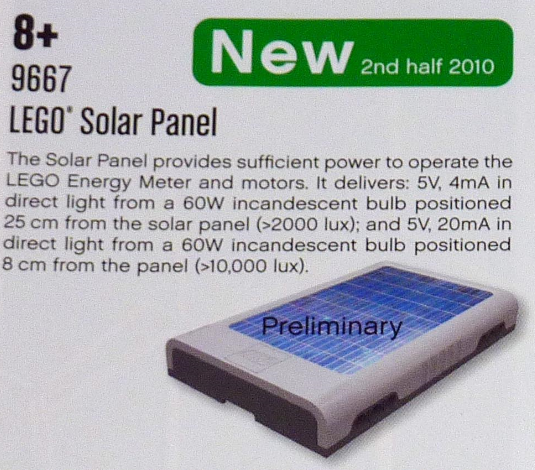 8+
New 2nd half 2010
9667
LEGO® Solar Panel
The Solar Panel provides sufficient power to operate the
LEGO Energy Meter and motors. It delivers: 5V, 4mA in
direct light from a 60W incandescent bulb positioned
25 cm from the solar panel (>2000 lux); and 5V, 20mA in
direct light from a 60W incandescent bulb positioned
8 cm from the panel (>10,000 lux).
Preliminary